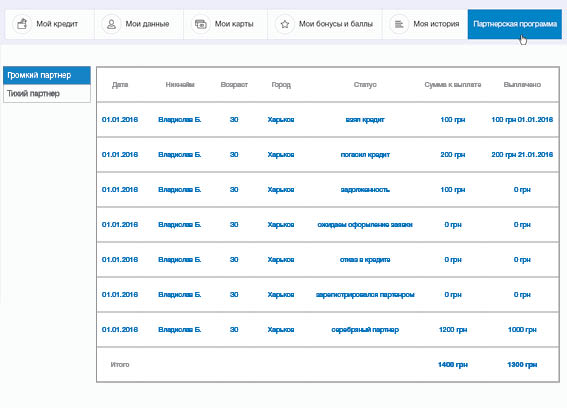 Мой кредит Мои данные Мои карты Мои бонусы и баллы Моя история Партнерская программа
Громкий партнер
Тихий партнер
Дата Никнейм Возраст Город Статус Сумма к выплате Выплачено
01.01.2016 Владислав Б. 30 Харьков взял кредит 100 грн 100 грн 01.01.2016
01.01.2016 Владислав Б. 30 Харьков погасил кредит 200 грн 200 грн 21.01.2016
01.01.2016 Владислав Б. 30 Харьков задолженность 100 грн 0 грн
01.01.2016 Владислав Б. 30 Харьков ожидаем оформление заявки 0 грн 0 грн
01.01.2016 Владислав Б. 30 Харьков отказ в кредите 0 грн 0 грн
01.01.2016 Владислав Б. 30 Харьков зарегистрировался партенром 0 грн 0 грн
01.01.2016 Владислав Б. 30 Харьков серебряный партнер 1200 грн 1000 грн
Итого 1400 грн 1300 грн